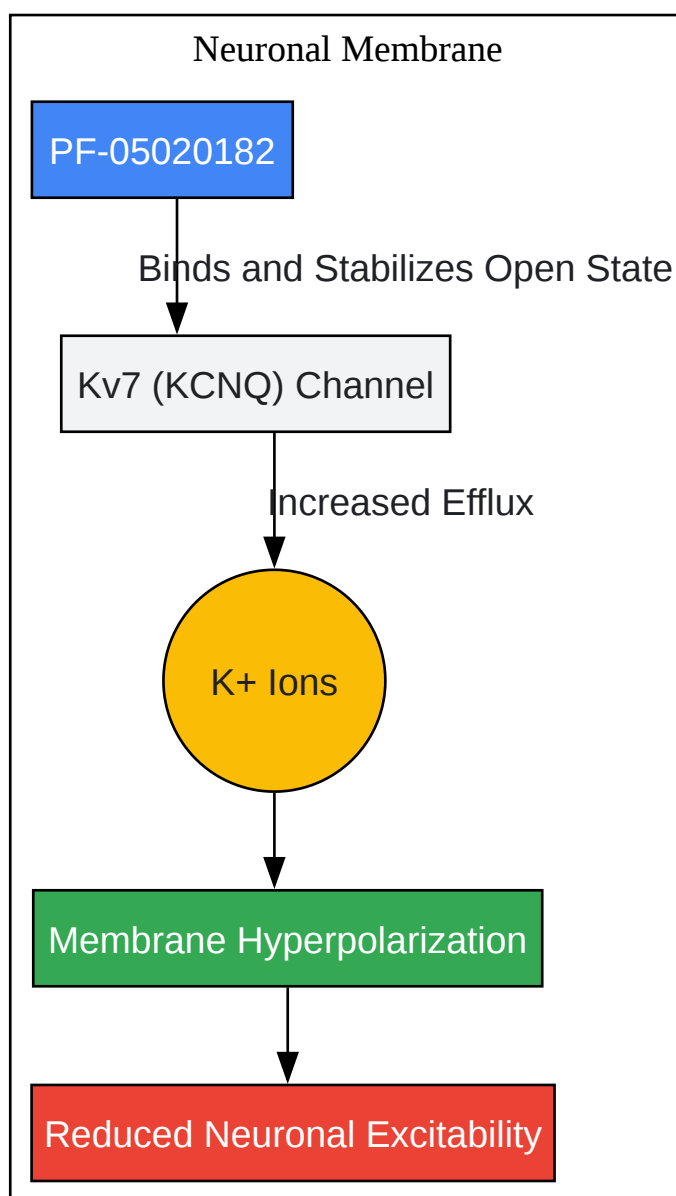 Neuronal Membrane
PF-05020182
Binds and Stabilizes Open State
Kv7 (KCNQ) Channel
Increased Efflux
K+ Ions
Membrane Hyperpolarization
Reduced Neuronal Excitability